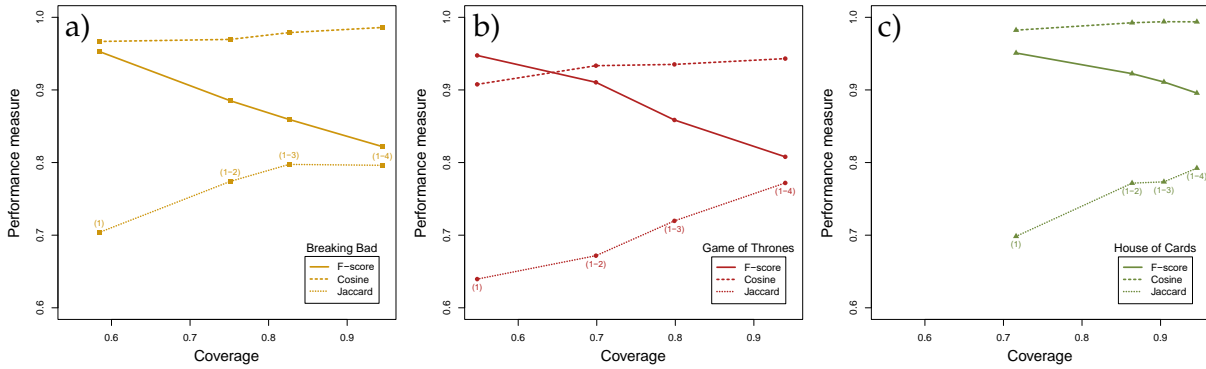 a)
Performance measure
1.0
0.9
0.8
0.7
0.6
(1)
(1−2)
(1−3)
(1−4)
Breaking Bad
F−score
Cosine
Jaccard
0.6 0.7 0.8 0.9
Coverage
b)
Performance measure
1.0
0.9
0.8
0.7
0.6
(1)
(1−2)
(1−3)
(1−4)
Game of Thrones
F−score
Cosine
Jaccard
0.6 0.7 0.8 0.9
Coverage
c)
Performance measure
1.0
0.9
0.8
0.7
0.6
(1)
(1−2)
(1−3)
(1−4)
House of Cards
F−score
Cosine
Jaccard
0.6 0.7 0.8 0.9
Coverage